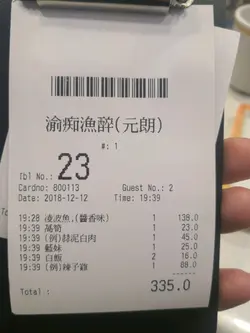 渝痴漁醉(元朗)
#: 1
Tbl No.: 23
Cardno: 800113 Guest No.: 2
Date: 2018-12-12 Time: 19:39
19:28 凌波魚,(醬香味) 1 138.0
19:39 萵筍 1 23.0
19:39 (例)蒜泥白肉 1 45.0
19:39 藕妹 1 25.0
19:39 白飯 2 16.0
19:39 (例)辣子雞 1 88.0
Total : 335.0